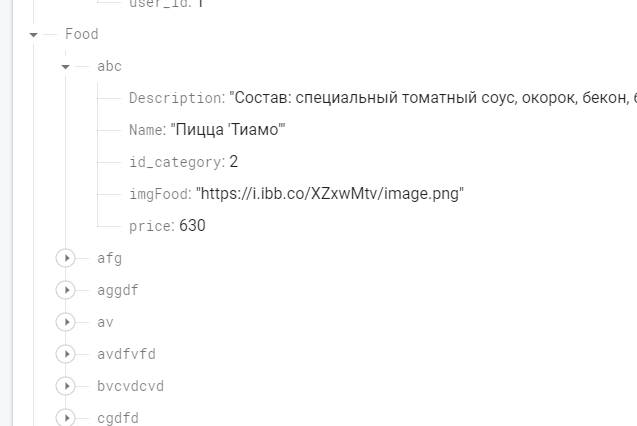 user_id: 1
Food
abc
Description: "Состав: специальный томатный соус, окорок, бекон,
Name: "Пицца 'Тиамо'"
id_category: 2
imgFood: "https://i.ibb.co/XZxwMtv/image.png"
price: 630
afg
aggdf
av
avdfvfd
bvcvdcvd
cgdfd